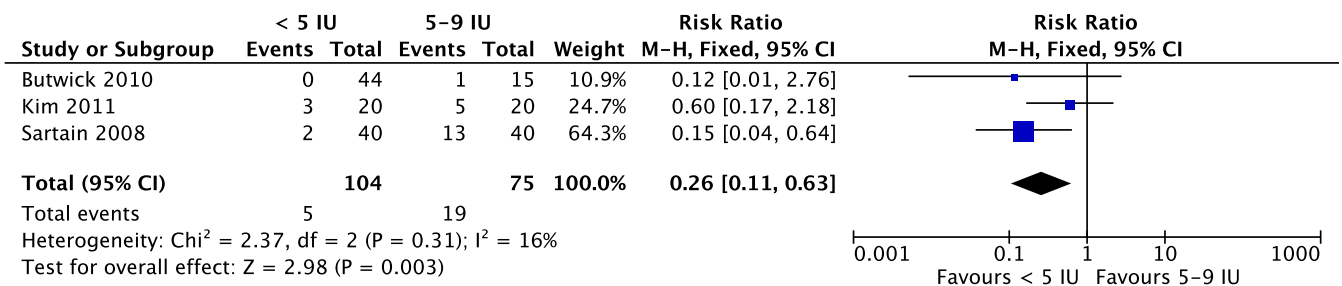 < 5 IU 5–9 IU Risk Ratio Risk Ratio
Study or Subgroup Events Total Events Total Weight M–H, Fixed, 95% CI M–H, Fixed, 95% CI
Butwick 2010 0 44 1 15 10.9% 0.12 [0.01, 2.76]
Kim 2011 3 20 5 20 24.7% 0.60 [0.17, 2.18]
Sartain 2008 2 40 13 40 64.3% 0.15 [0.04, 0.64]
Total (95% CI) 104 75 100.0% 0.26 [0.11, 0.63]
Total events 5 19
Heterogeneity: Chi² = 2.37, df = 2 (P = 0.31); I² = 16%
Test for overall effect: Z = 2.98 (P = 0.003)
0.001 0.1 1 10 1000
Favours < 5 IU Favours 5–9 IU